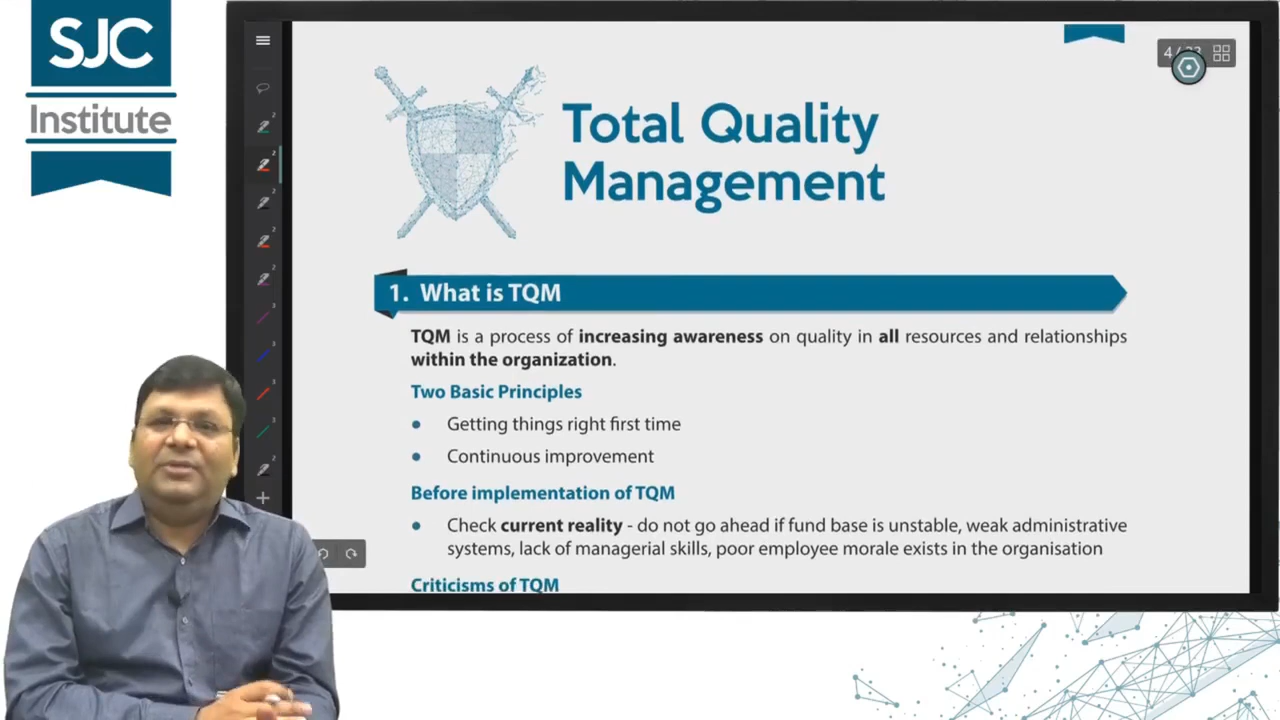 SJC
Institute
4 / 33
Total Quality
Management
1. What is TQM
TQM is a process of increasing awareness on quality in all resources and relationships
within the organization.
Two Basic Principles
• Getting things right first time
• Continuous improvement
Before implementation of TQM
• Check current reality - do not go ahead if fund base is unstable, weak administrative
systems, lack of managerial skills, poor employee morale exists in the organisation
Criticisms of TQM